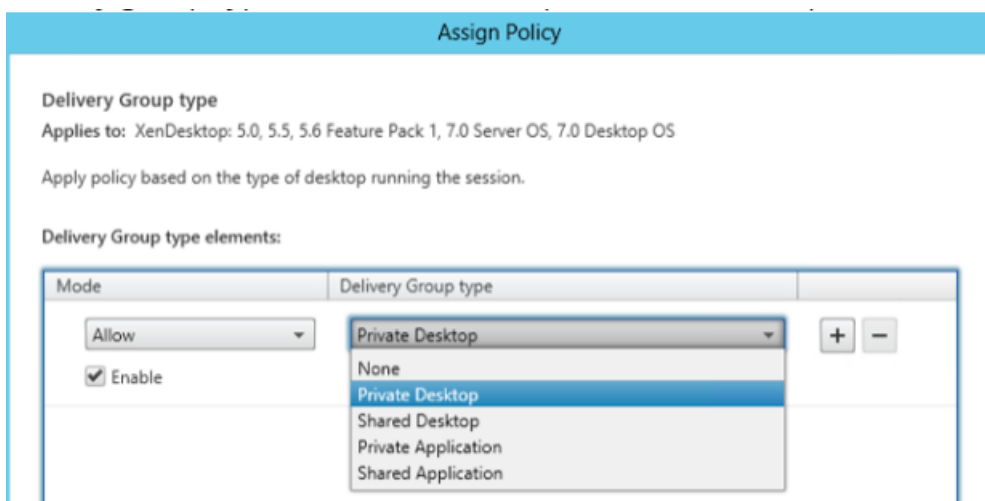 Assign Policy
Delivery Group type
Applies to: XenDesktop: 5.0, 5.5, 5.6 Feature Pack 1, 7.0 Server OS, 7.0 Desktop OS
Apply policy based on the type of desktop running the session.
Delivery Group type elements:
Mode Delivery Group type
Allow Private Desktop + −
Enable
None
Private Desktop
Shared Desktop
Private Application
Shared Application